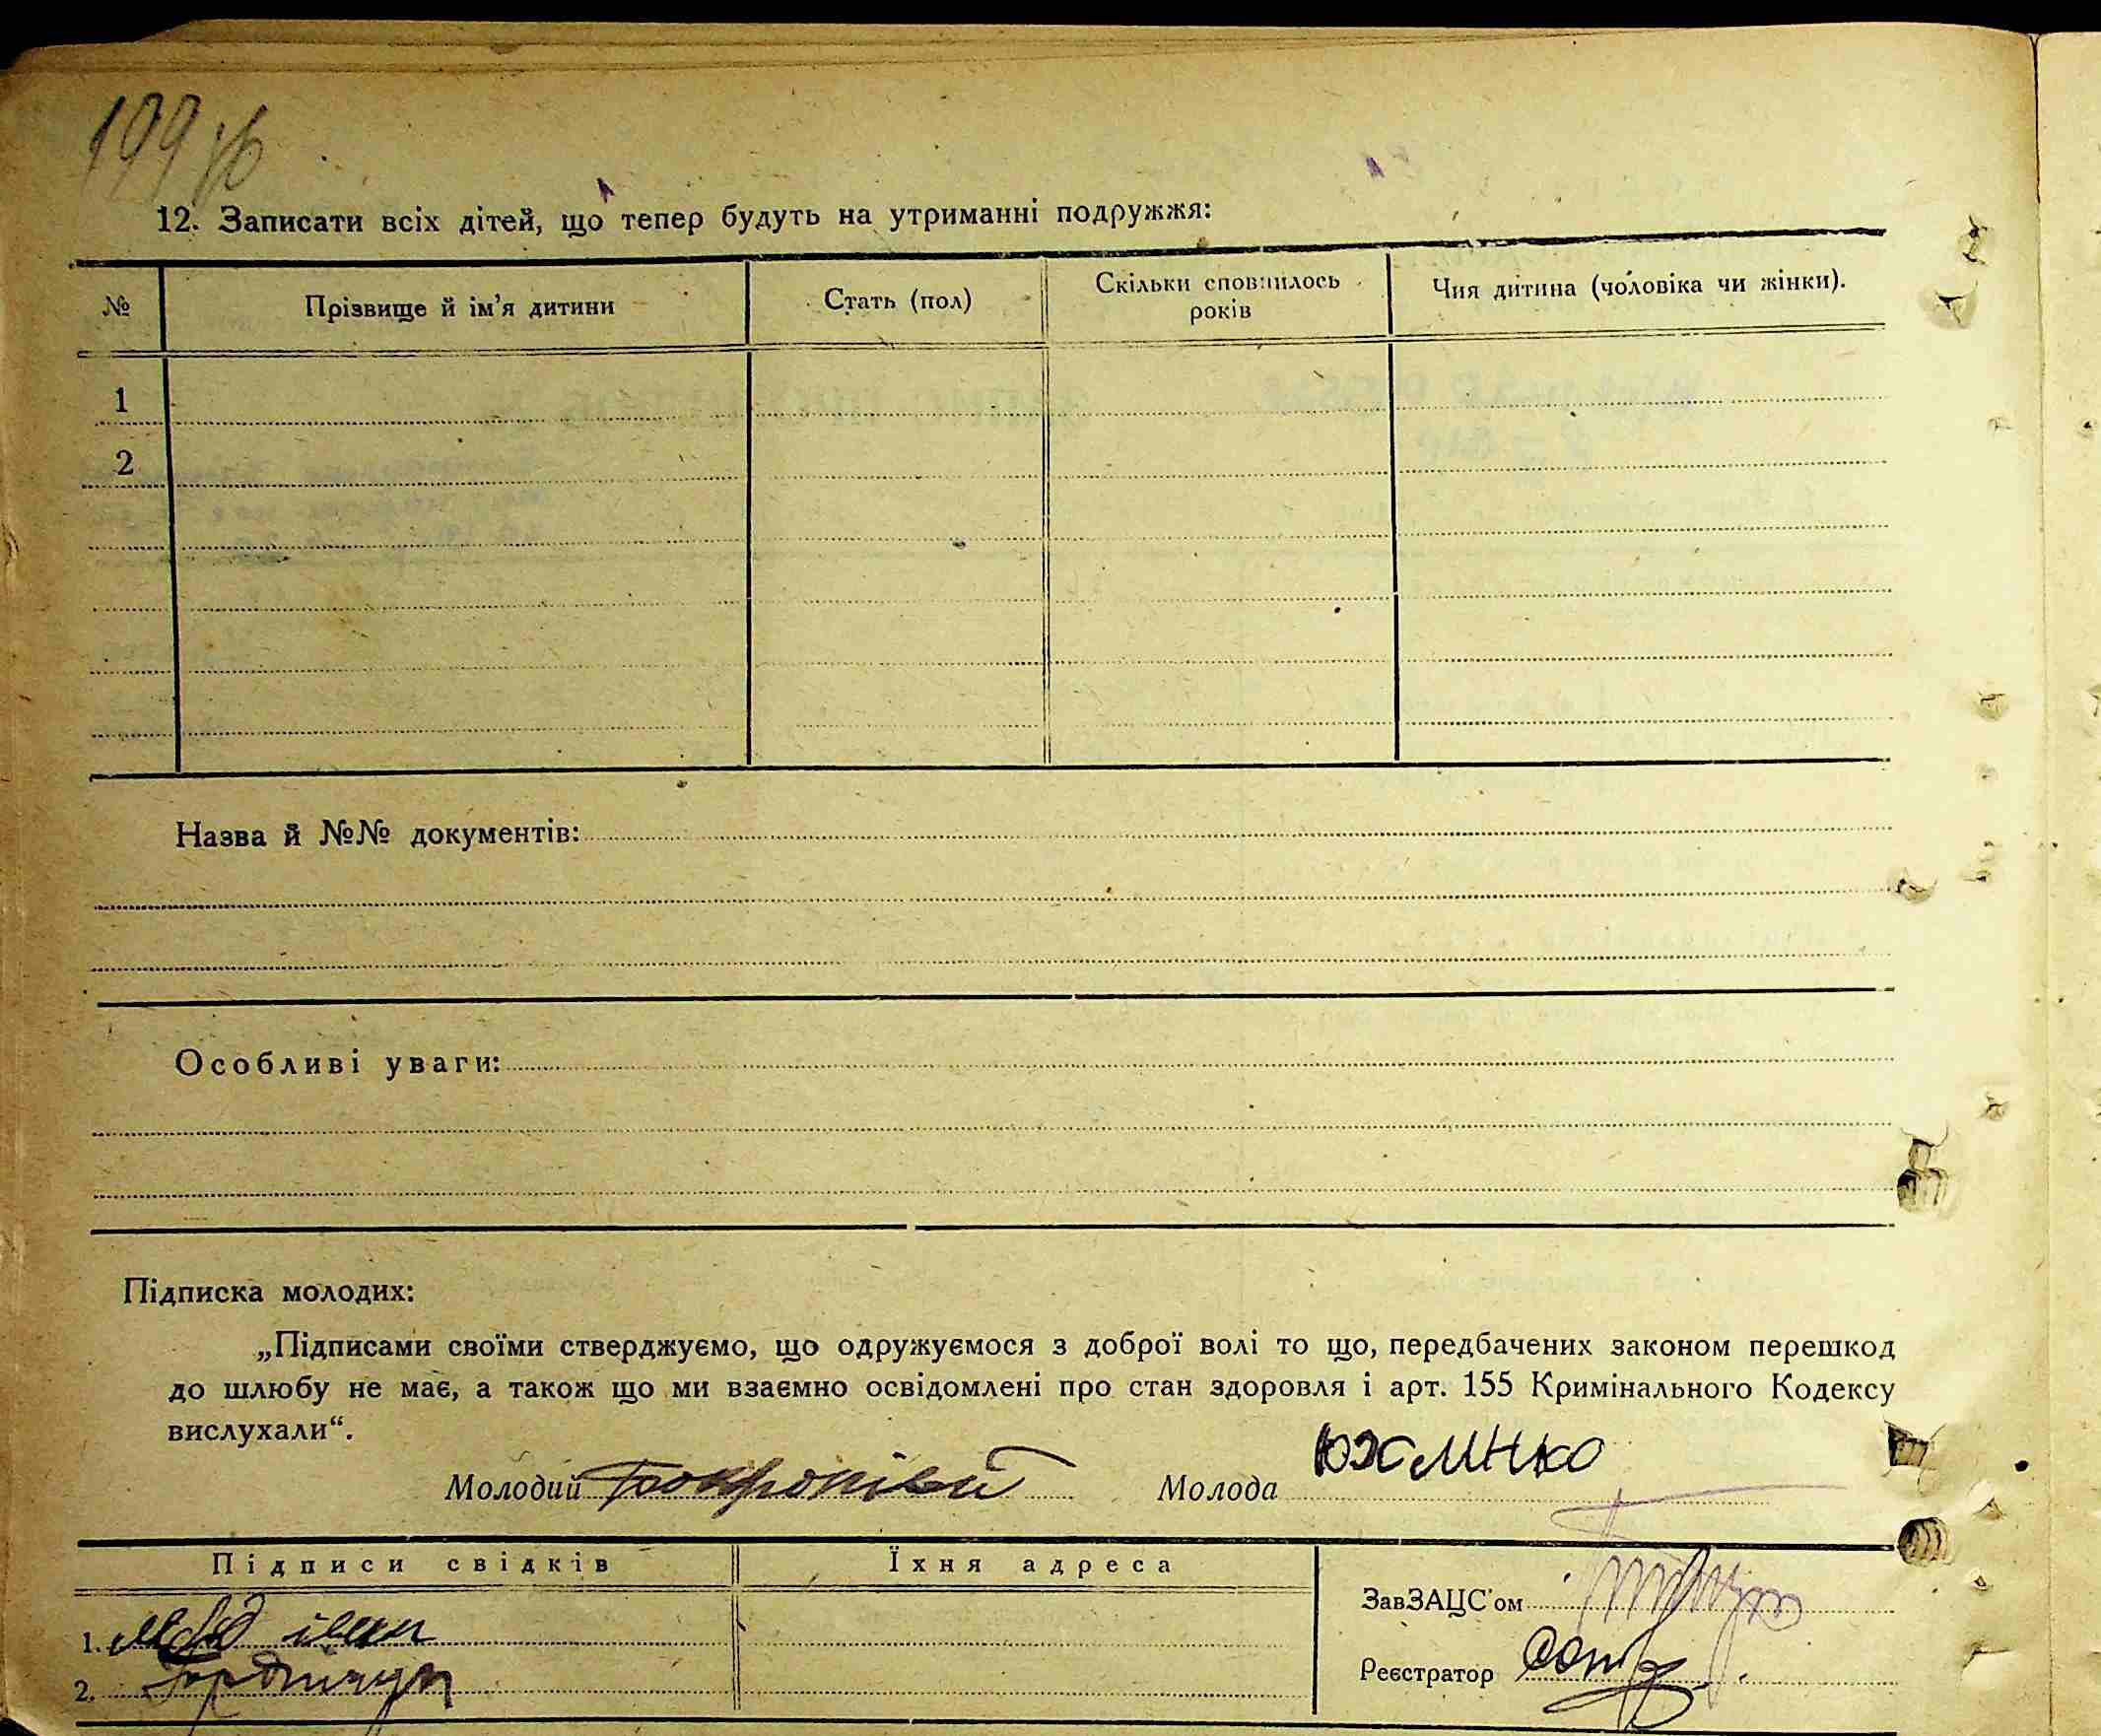 12. Записати всіх дітей, що тепер будуть на утриманні подружжя:
№ Прізвище й ім’я дитини Стать (пол) Скільки сповнилось років Чия дитина (чоловіка чи жінки).
1
2
Назва й №№ документів:
Особливі уваги:
Підписка молодих:
„Підписами своїми стверджуємо, що одружуємося з доброї волі то що, передбачених законом перешкод
до шлюбу не має, а також що ми взаємно освідомлені про стан здоровля і арт. 155 Кримінального Кодексу
вислухали“.
Молодий Молода
Підписи свідків Їхня адреса
ЗавЗАЦС’ом
1.
Реєстратор
2.